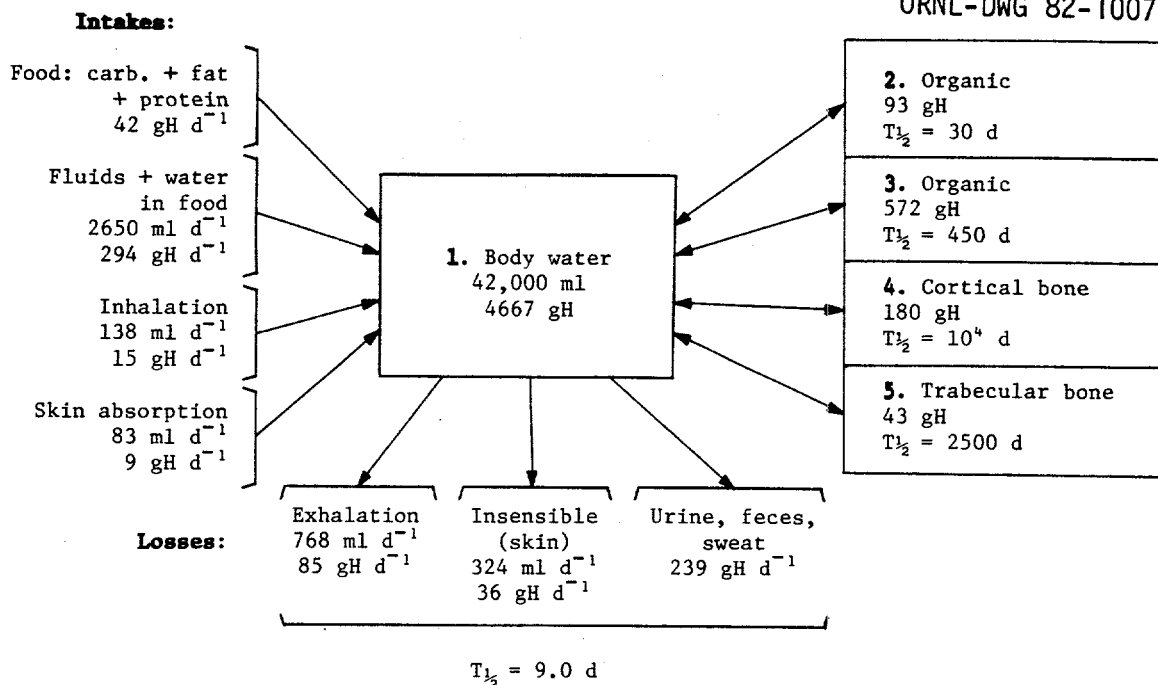 ORNL-DWG 82-1007
Intakes:
Food: carb. + fat
+ protein
42 gH d⁻¹
Fluids + water
in food
2650 ml d⁻¹
294 gH d⁻¹
Inhalation
138 ml d⁻¹
15 gH d⁻¹
Skin absorption
83 ml d⁻¹
9 gH d⁻¹
1. Body water
42,000 ml
4667 gH
2. Organic
93 gH
T½ = 30 d
3. Organic
572 gH
T½ = 450 d
4. Cortical bone
180 gH
T½ = 10⁴ d
5. Trabecular bone
43 gH
T½ = 2500 d
Losses:
Exhalation
768 ml d⁻¹
85 gH d⁻¹
Insensible
(skin)
324 ml d⁻¹
36 gH d⁻¹
Urine, feces,
sweat
239 gH d⁻¹
T½ = 9.0 d